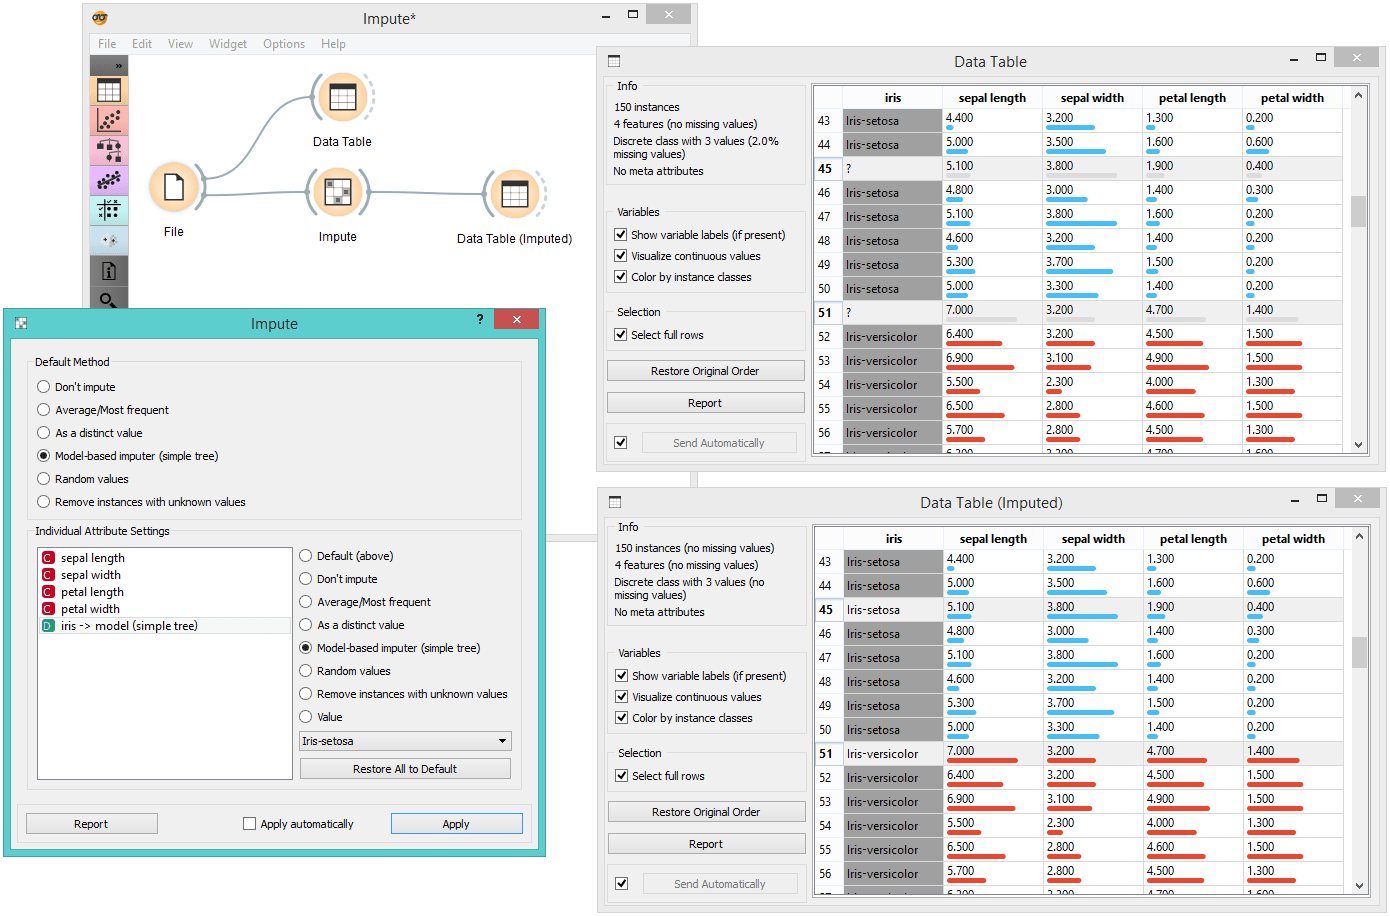 Impute*
File Edit View Widget Options Help
»
Data Table
File
Impute
Data Table (Imputed)
Impute
?
Default Method
Don't impute
Average/Most frequent
As a distinct value
Model-based imputer (simple tree)
Random values
Remove instances with unknown values
Individual Attribute Settings
C sepal length
C sepal width
C petal length
C petal width
D iris -> model (simple tree)
Default (above)
Don't impute
Average/Most frequent
As a distinct value
Model-based imputer (simple tree)
Random values
Remove instances with unknown values
Value
Iris-setosa
Restore All to Default
Report
Apply automatically
Apply
Data Table
Info
150 instances
4 features (no missing values)
Discrete class with 3 values (2.0%
missing values)
No meta attributes
Variables
Show variable labels (if present)
Visualize continuous values
Color by instance classes
Selection
Select full rows
Restore Original Order
Report
Send Automatically
iris sepal length sepal width petal length petal width
43 Iris-setosa 4.400 3.200 1.300 0.200
44 Iris-setosa 5.000 3.500 1.600 0.600
45 ? 5.100 3.800 1.900 0.400
46 Iris-setosa 4.800 3.000 1.400 0.300
47 Iris-setosa 5.100 3.800 1.600 0.200
48 Iris-setosa 4.600 3.200 1.400 0.200
49 Iris-setosa 5.300 3.700 1.500 0.200
50 Iris-setosa 5.000 3.300 1.400 0.200
51 ? 7.000 3.200 4.700 1.400
52 Iris-versicolor 6.400 3.200 4.500 1.500
53 Iris-versicolor 6.900 3.100 4.900 1.500
54 Iris-versicolor 5.500 2.300 4.000 1.300
55 Iris-versicolor 6.500 2.800 4.600 1.500
56 Iris-versicolor 5.700 2.800 4.500 1.300
Data Table (Imputed)
Info
150 instances (no missing values)
4 features (no missing values)
Discrete class with 3 values (no
missing values)
No meta attributes
Variables
Show variable labels (if present)
Visualize continuous values
Color by instance classes
Selection
Select full rows
Restore Original Order
Report
Send Automatically
iris sepal length sepal width petal length petal width
43 Iris-setosa 4.400 3.200 1.300 0.200
44 Iris-setosa 5.000 3.500 1.600 0.600
45 Iris-setosa 5.100 3.800 1.900 0.400
46 Iris-setosa 4.800 3.000 1.400 0.300
47 Iris-setosa 5.100 3.800 1.600 0.200
48 Iris-setosa 4.600 3.200 1.400 0.200
49 Iris-setosa 5.300 3.700 1.500 0.200
50 Iris-setosa 5.000 3.300 1.400 0.200
51 Iris-versicolor 7.000 3.200 4.700 1.400
52 Iris-versicolor 6.400 3.200 4.500 1.500
53 Iris-versicolor 6.900 3.100 4.900 1.500
54 Iris-versicolor 5.500 2.300 4.000 1.300
55 Iris-versicolor 6.500 2.800 4.600 1.500
56 Iris-versicolor 5.700 2.800 4.500 1.300